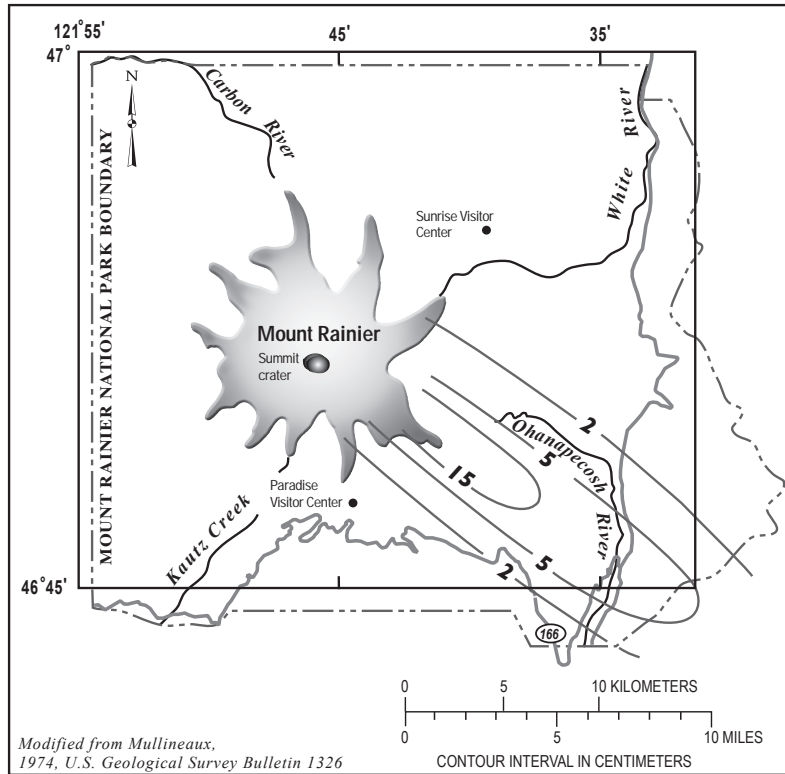 121°55'
45'
35'
47°
N
Carbon
River
White River
Sunrise Visitor
Center
MOUNT RAINIER NATIONAL PARK BOUNDARY
Mount Rainier
Summit
crater
2
Ohanapecosh
River
5
15
Paradise
Visitor Center
Kautz Creek
5
2
46°45'
166
0 5 10 KILOMETERS
0 5 10 MILES
CONTOUR INTERVAL IN CENTIMETERS
Modified from Mullineaux,
1974, U.S. Geological Survey Bulletin 1326